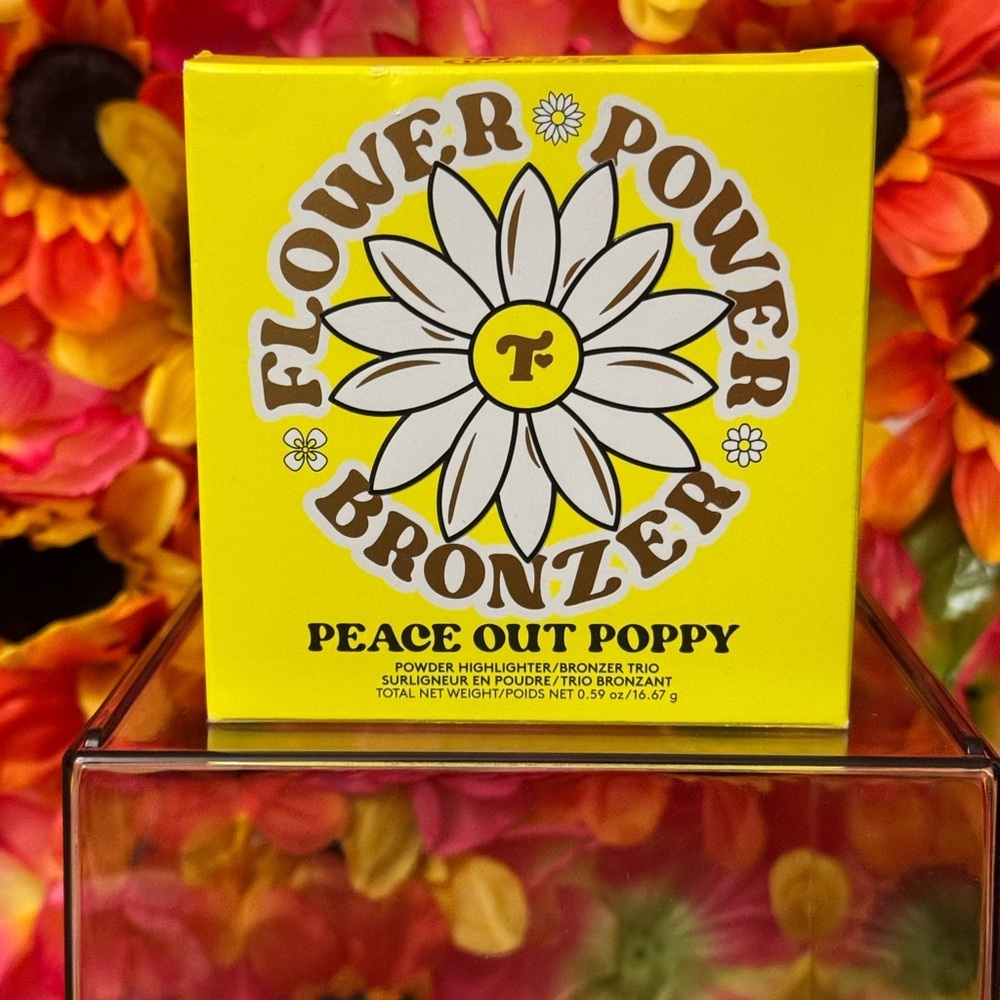 FLOWER POWER
T
BRONZER
PEACE OUT POPPY
POWDER HIGHLIGHTER/BRONZER TRIO
SURLIGNEUR EN POUDRE/TRIO BRONZANT
TOTAL NET WEIGHT/POIDS NET 0.59 oz/16.67 g